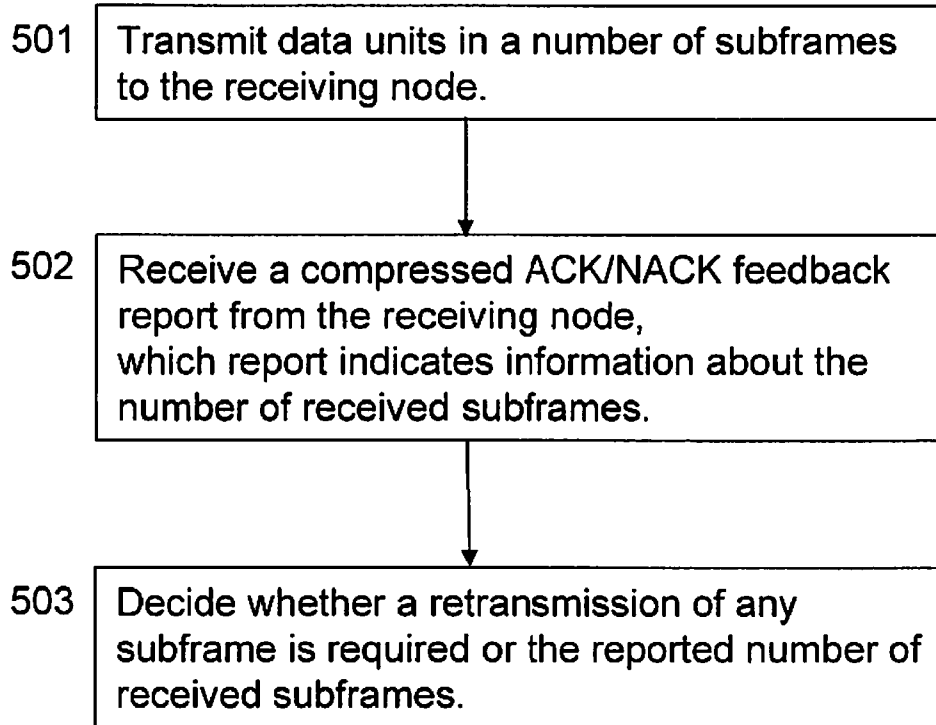 501
Transmit data units in a number of subframes
to the receiving node.
502
Receive a compressed ACK/NACK feedback
report from the receiving node,
which report indicates information about the
number of received subframes.
503
Decide whether a retransmission of any
subframe is required or the reported number of
received subframes.